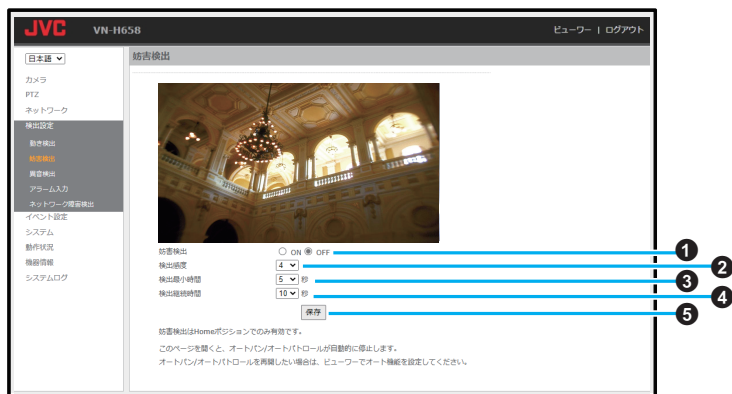 JVC VN-H658 ビューワー | ログアウト
日本語
カメラ
PTZ
ネットワーク
検出設定
動き検出
妨害検出
異音検出
アラーム入力
ネットワーク障害検出
イベント設定
システム
動作状況
機器情報
システムログ
妨害検出
妨害検出 ON OFF 1
検出感度 4 2
検出最小時間 5 秒 3
検出継続時間 10 秒 4
保存 5
妨害検出はHomeポジションでのみ有効です。
このページを開くと、オートパン/オートパトロールが自動的に停止します。
オートパン/オートパトロールを再開したい場合は、ビューワーでオート機能を設定してください。